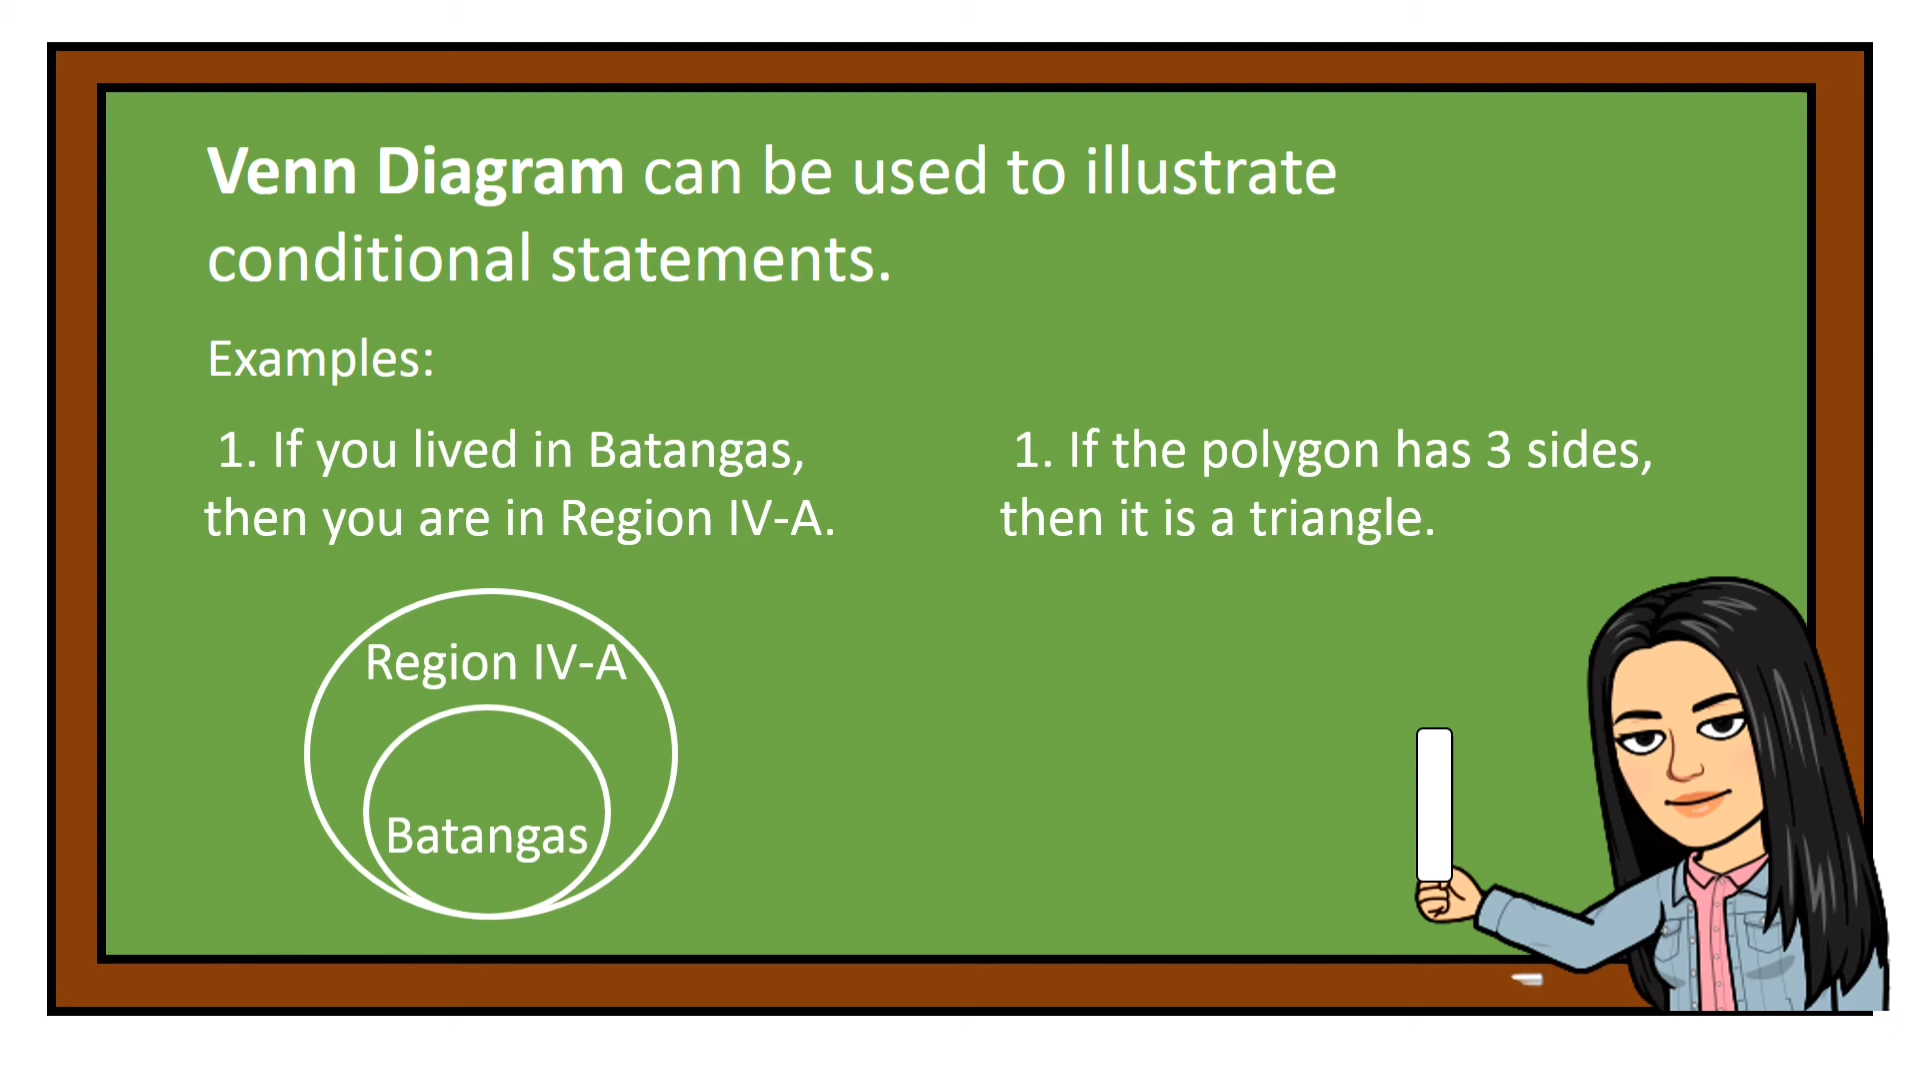 Venn Diagram can be used to illustrate
conditional statements.
Examples:
1. If you lived in Batangas,
then you are in Region IV-A.
1. If the polygon has 3 sides,
then it is a triangle.
Region IV-A
Batangas